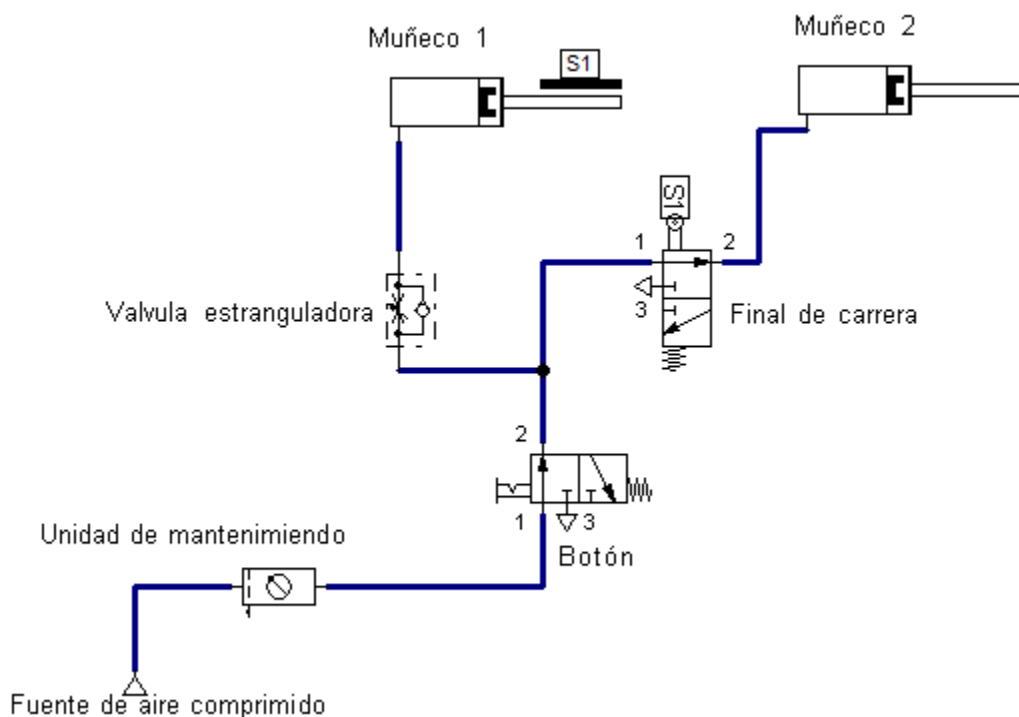 Muñeco 1
Muñeco 2
S1
S1
1
2
3
Valvula estranguladora
Final de carrera
2
1
3
Botón
Unidad de mantenimiendo
Fuente de aire comprimido